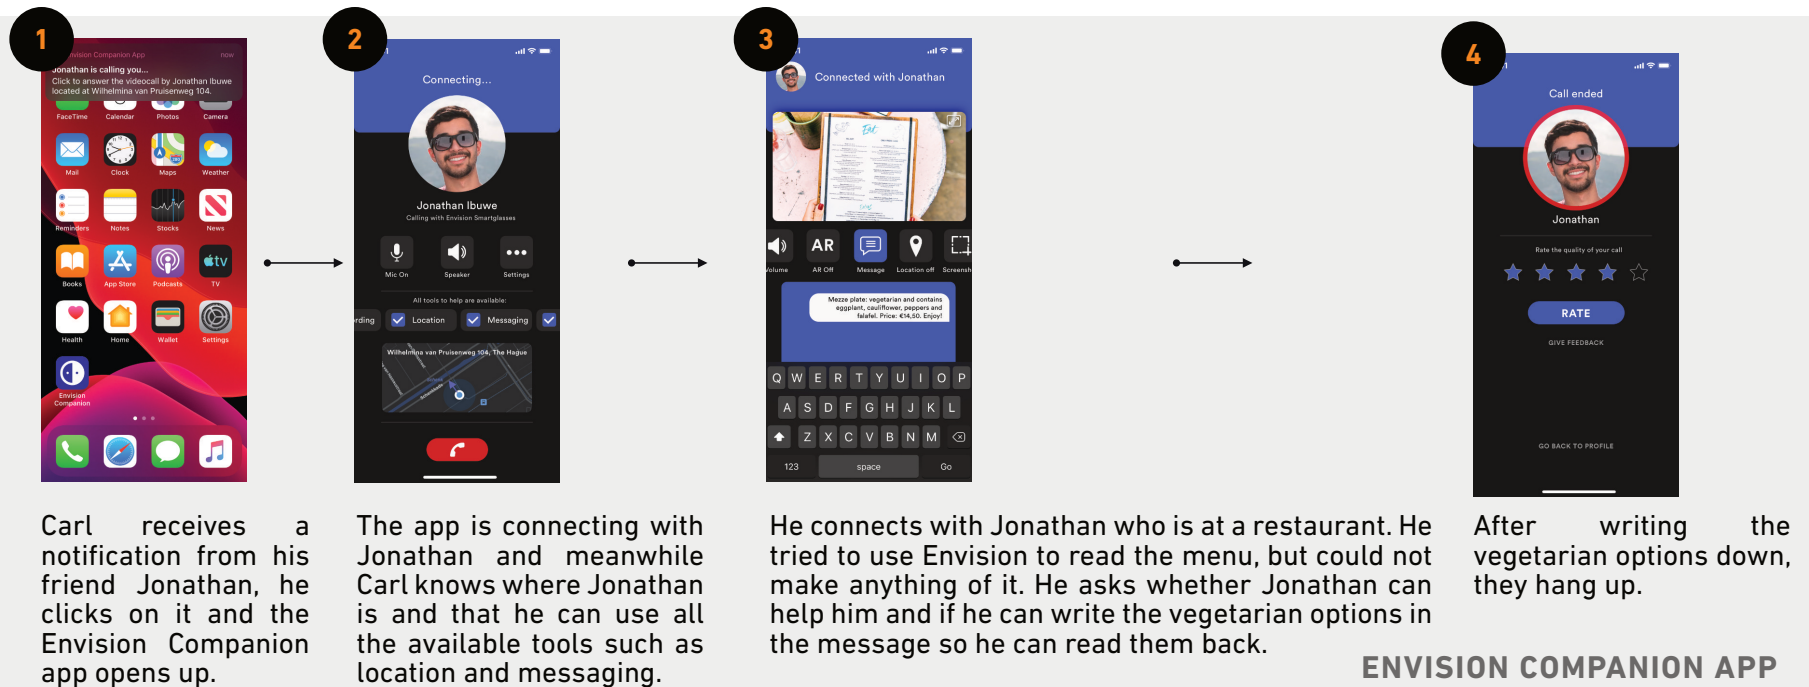 1
Envision Companion App now
Jonathan is calling you...
Click to answer the videocall by Jonathan Ibuwe
located at Wilhelmina van Pruisenweg 104.
FaceTime Calendar Photos Camera
Mail Clock Maps Weather
Reminders Notes Stocks News
tv
Books App Store Podcasts TV
Health Home Wallet Settings
Envision
Companion
Carl receives a
notification from his
friend Jonathan, he
clicks on it and the
Envision Companion
app opens up.
2
Connecting...
Jonathan Ibuwe
Calling with Envision Smartglasses
Mic On Speaker Settings
All tools to help are available:
rding Location Messaging
Wilhelmina van Pruisenweg 104, The Hague
The app is connecting with
Jonathan and meanwhile
Carl knows where Jonathan
is and that he can use all
the available tools such as
location and messaging.
3
Connected with Jonathan
Eat
AR
Volume AR Off Message Location off Screensh
Mezze plate: vegetarian and contains
eggplant, cauliflower, peppers and
falafel. Price: €14,50. Enjoy!
Q W E R T Y U I O P
A S D F G H J K L
Z X C V B N M
123 space Go
He connects with Jonathan who is at a restaurant. He
tried to use Envision to read the menu, but could not
make anything of it. He asks whether Jonathan can
help him and if he can write the vegetarian options in
the message so he can read them back.
4
Call ended
Jonathan
Rate the quality of your call
RATE
GIVE FEEDBACK
GO BACK TO PROFILE
After writing the
vegetarian options down,
they hang up.
ENVISION COMPANION APP